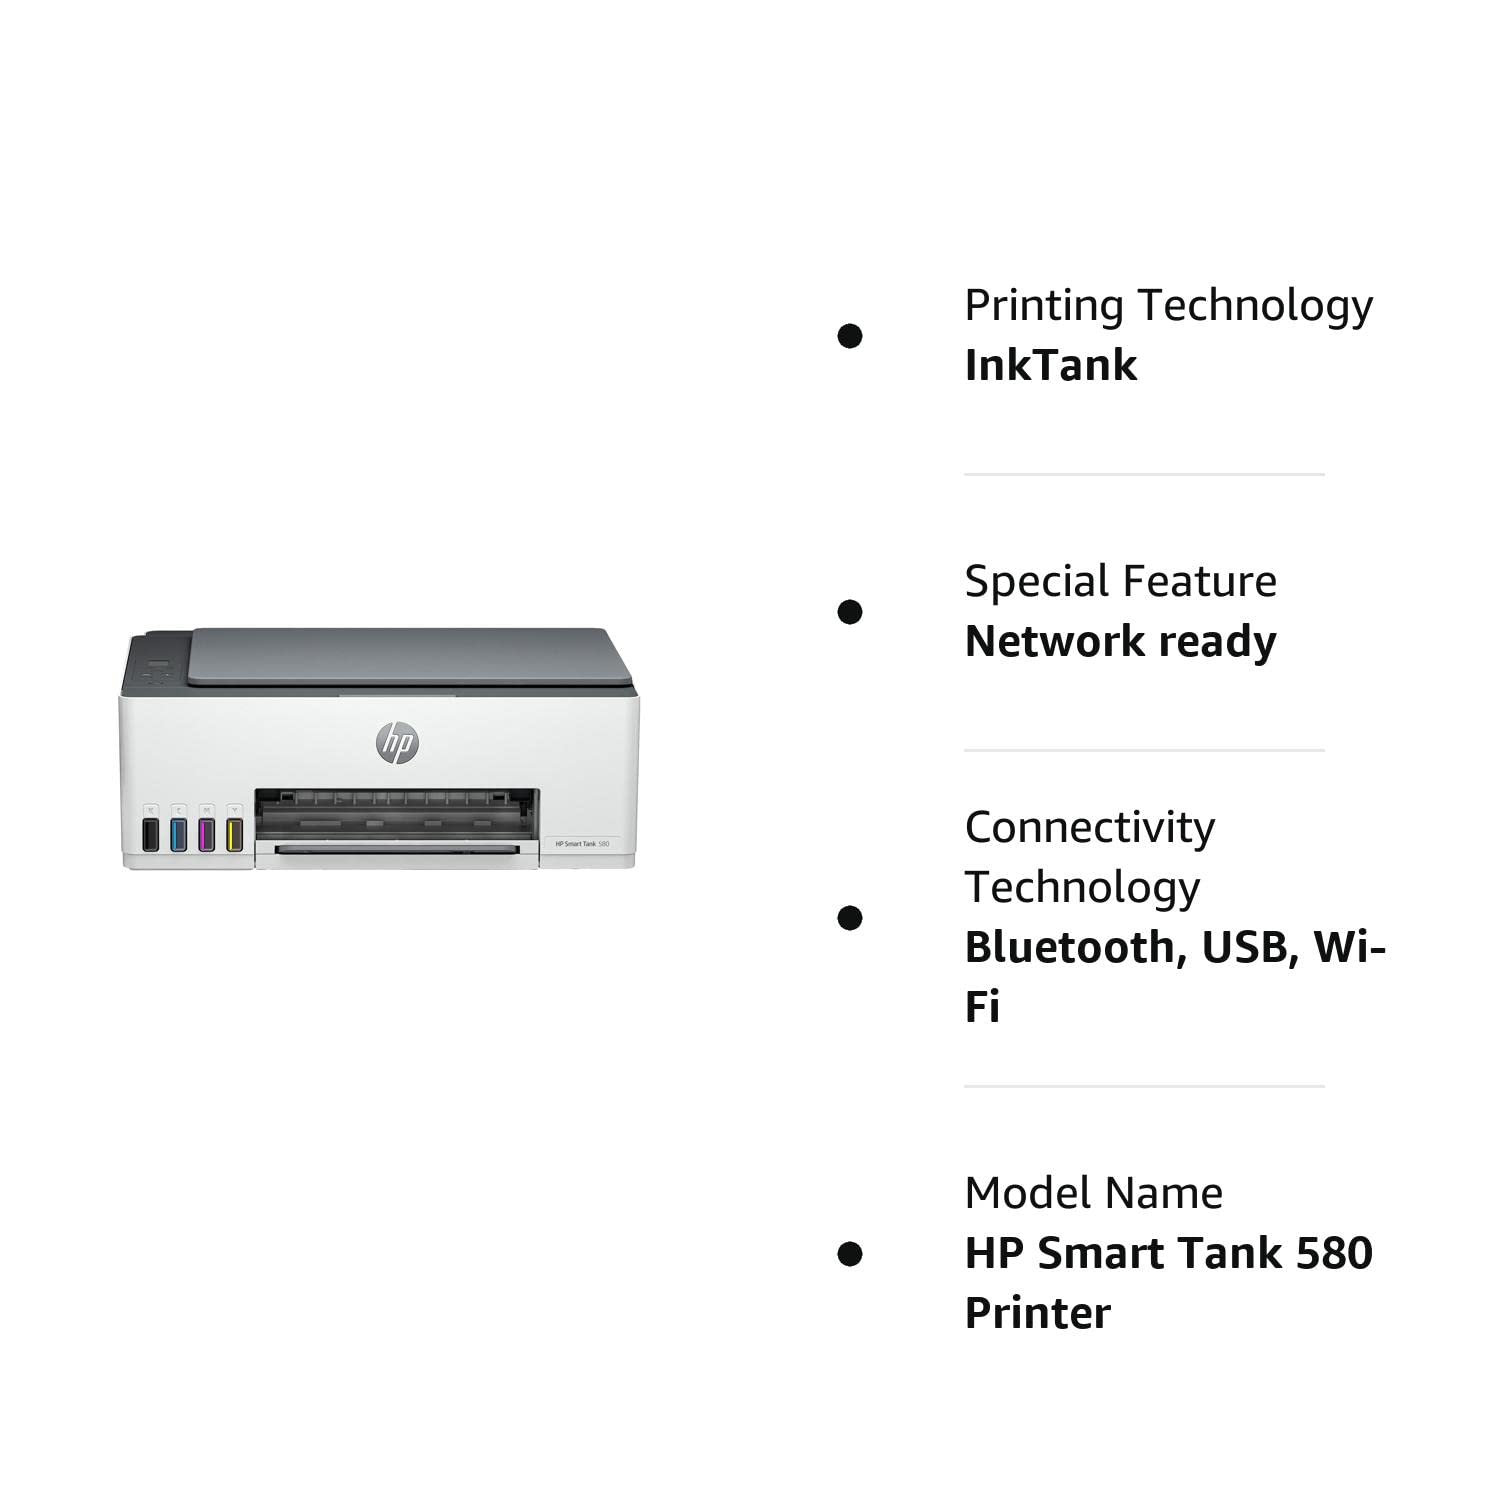 Printing Technology
InkTank
Special Feature
Network ready
Connectivity
Technology
Bluetooth, USB, Wi-
Fi
Model Name
HP Smart Tank 580
Printer
hp
K C M Y
HP Smart Tank 580